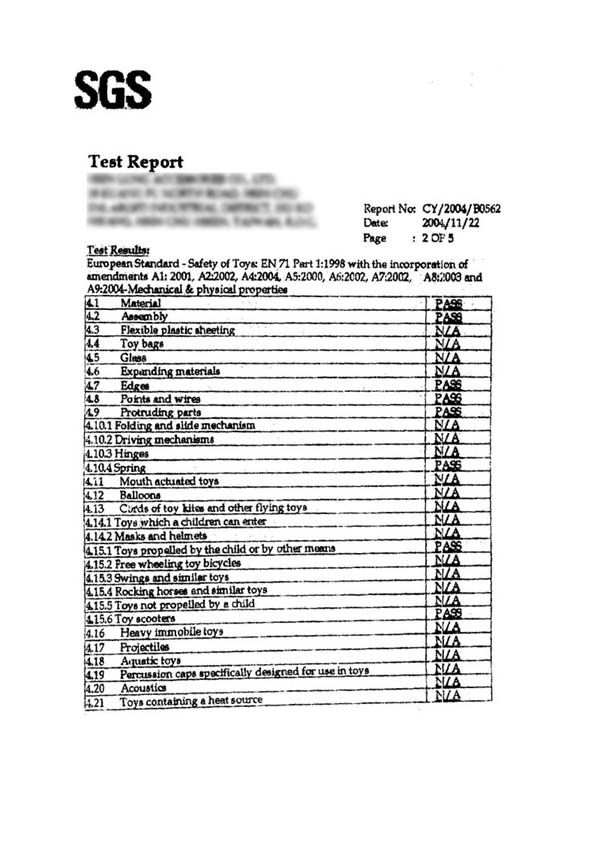 SGS
Test Report
Report No: CY/2004/B0562
Date: 2004/11/22
Page : 2 OF 5
Test Results:
European Standard - Safety of Toys: EN 71 Part 1:1998 with the incorporation of
amendments A1: 2001, A2:2002, A4:2004, A5:2000, A6:2002, A7:2002, A8:2003 and
A9:2004-Mechanical & physical properties
4.1 Material PASS
4.2 Assembly PASS
4.3 Flexible plastic sheeting N/A
4.4 Toy bags N/A
4.5 Glass N/A
4.6 Expanding materials N/A
4.7 Edges PASS
4.8 Points and wires PASS
4.9 Protruding parts PASS
4.10.1 Folding and slide mechanism N/A
4.10.2 Driving mechanisms N/A
4.10.3 Hinges N/A
4.10.4 Spring PASS
4.11 Mouth actuated toys N/A
4.12 Balloons N/A
4.13 Cords of toy kites and other flying toys N/A
4.14.1 Toys which a children can enter N/A
4.14.2 Masks and helmets N/A
4.15.1 Toys propelled by the child or by other means PASS
4.15.2 Free wheeling toy bicycles N/A
4.15.3 Swings and similar toys N/A
4.15.4 Rocking horses and similar toys N/A
4.15.5 Toys not propelled by a child N/A
4.15.6 Toy scooters PASS
4.16 Heavy immobile toys N/A
4.17 Projectiles N/A
4.18 Aquatic toys N/A
4.19 Percussion caps specifically designed for use in toys N/A
4.20 Acoustics N/A
4.21 Toys containing a heat source N/A